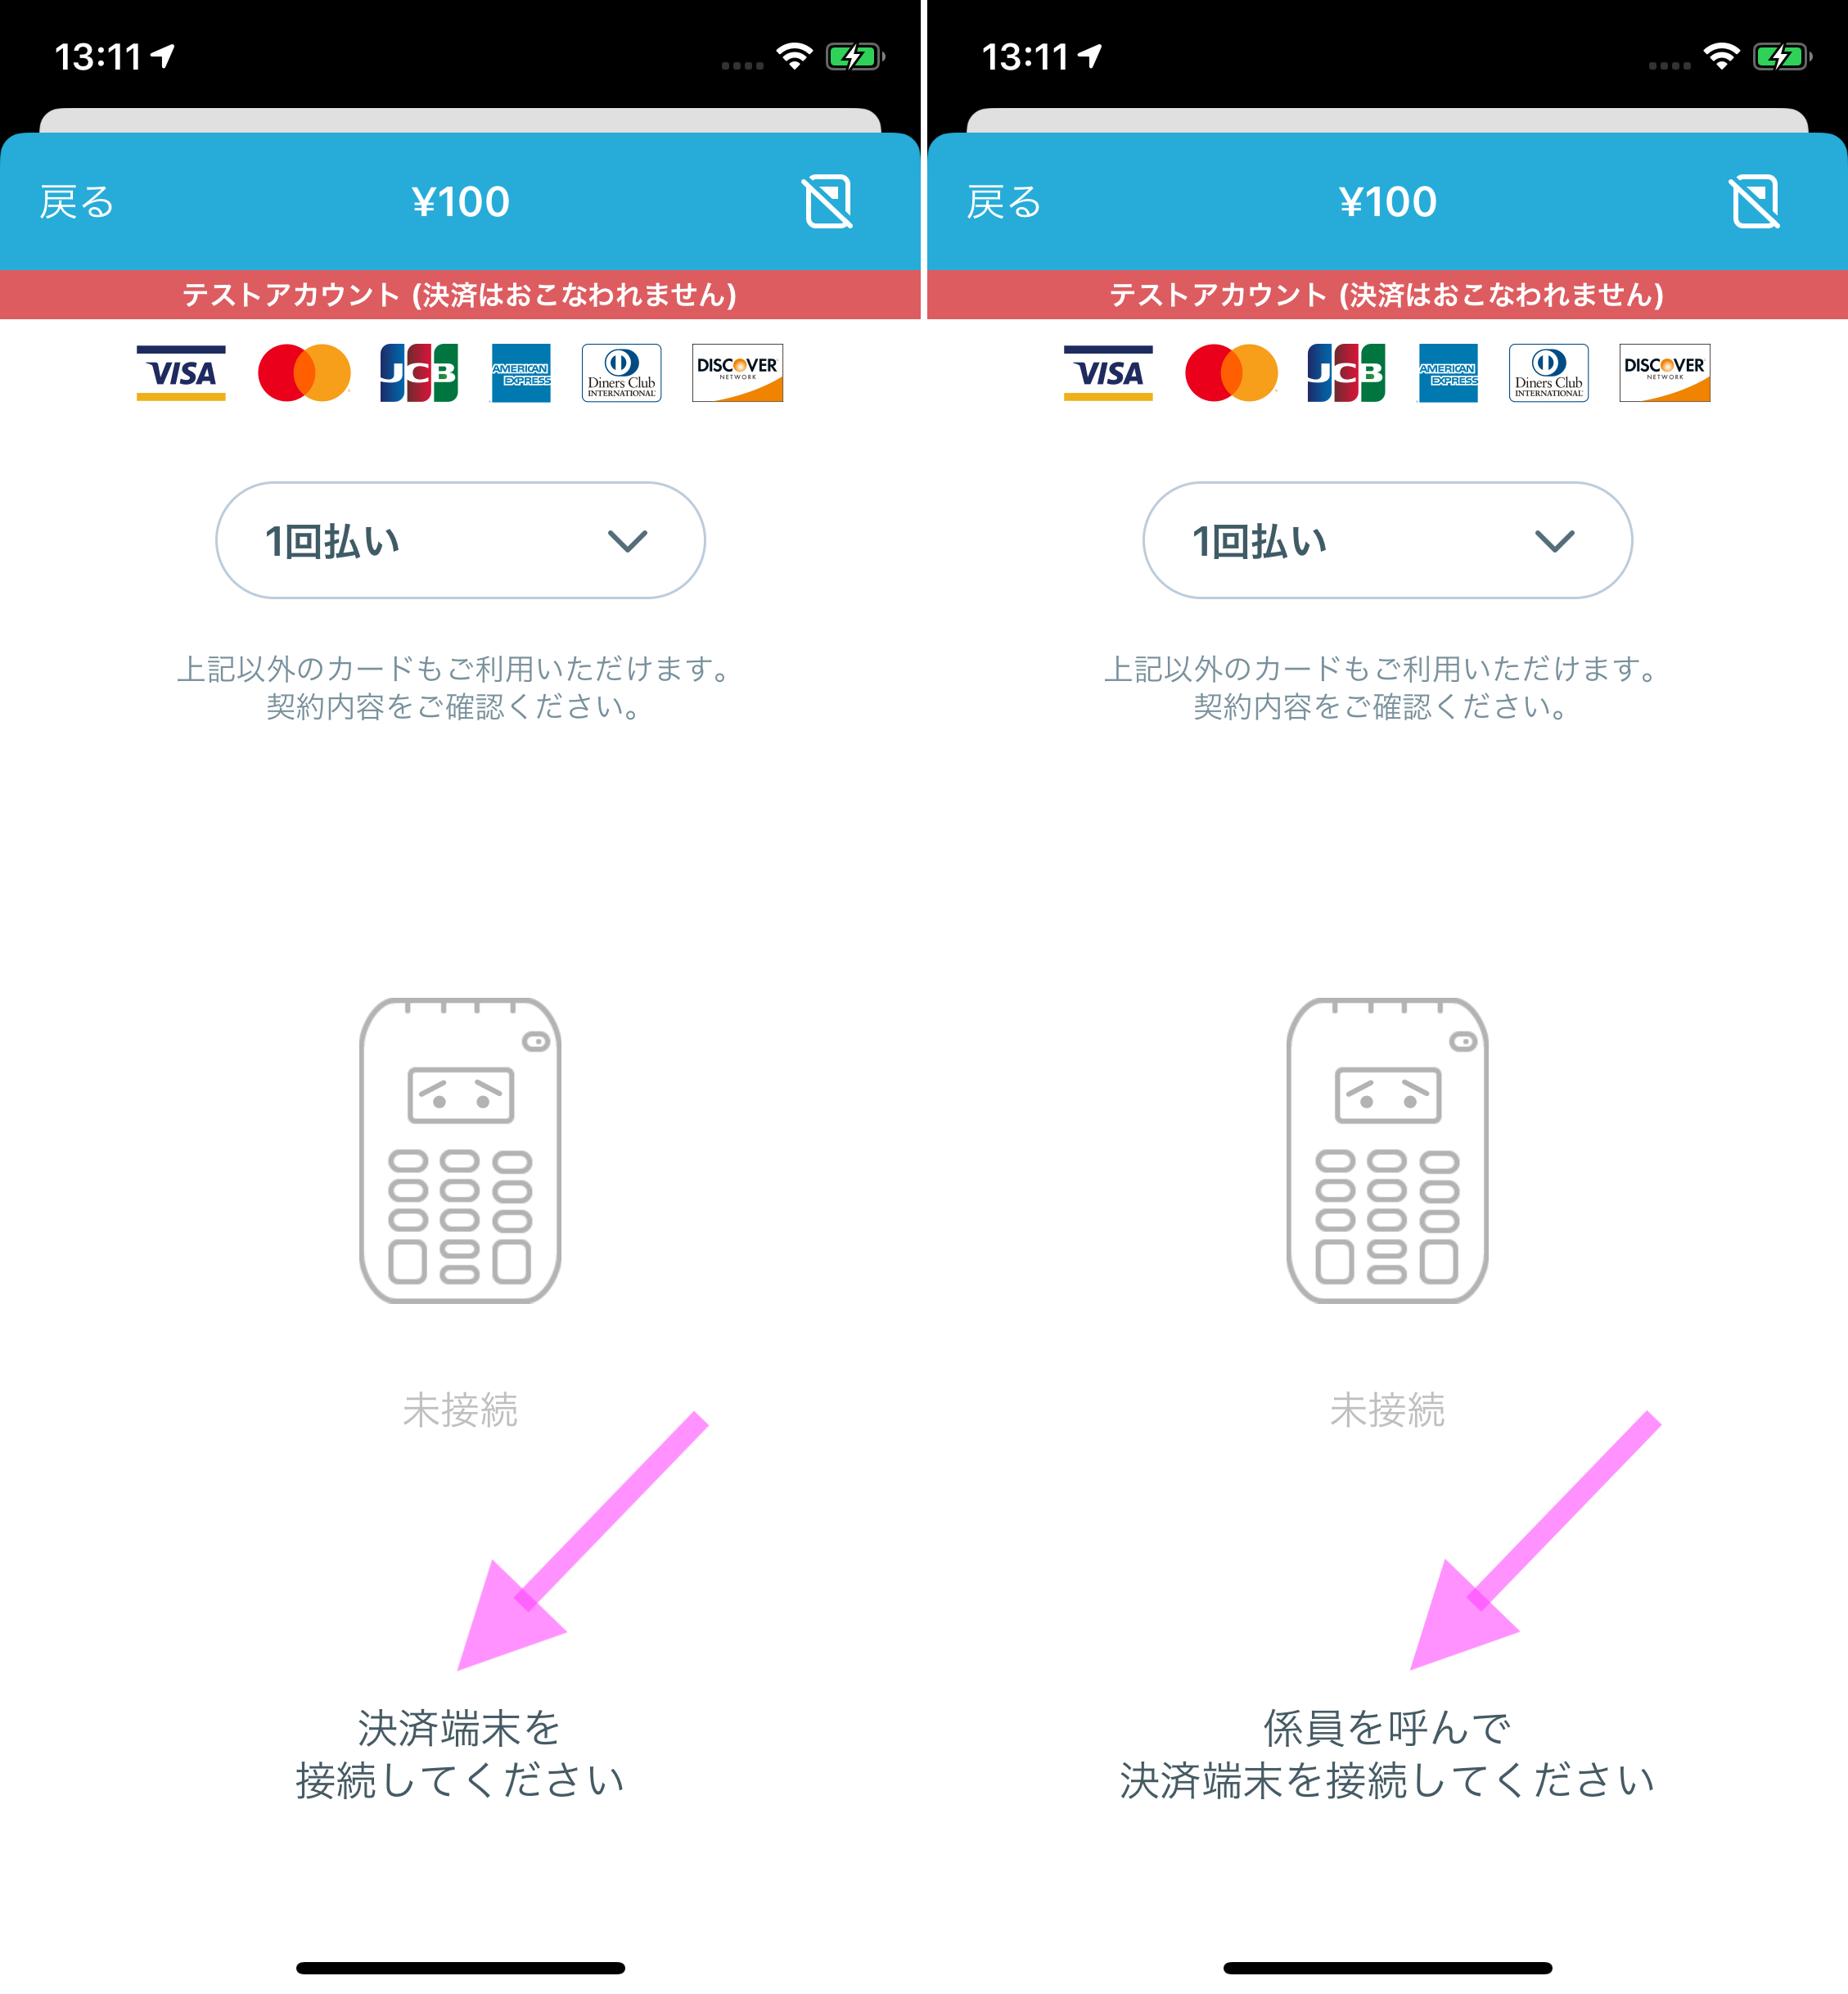 13:11
戻る
¥100
テストアカウント (決済はおこなわれません)
VISA
JCB
AMERICAN
EXPRESS
Diners Club
INTERNATIONAL
DISCOVER
NETWORK
1回払い
上記以外のカードもご利用いただけます。
契約内容をご確認ください。
未接続
決済端末を
接続してください
13:11
戻る
¥100
テストアカウント (決済はおこなわれません)
VISA
JCB
AMERICAN
EXPRESS
Diners Club
INTERNATIONAL
DISCOVER
NETWORK
1回払い
上記以外のカードもご利用いただけます。
契約内容をご確認ください。
未接続
係員を呼んで
決済端末を接続してください